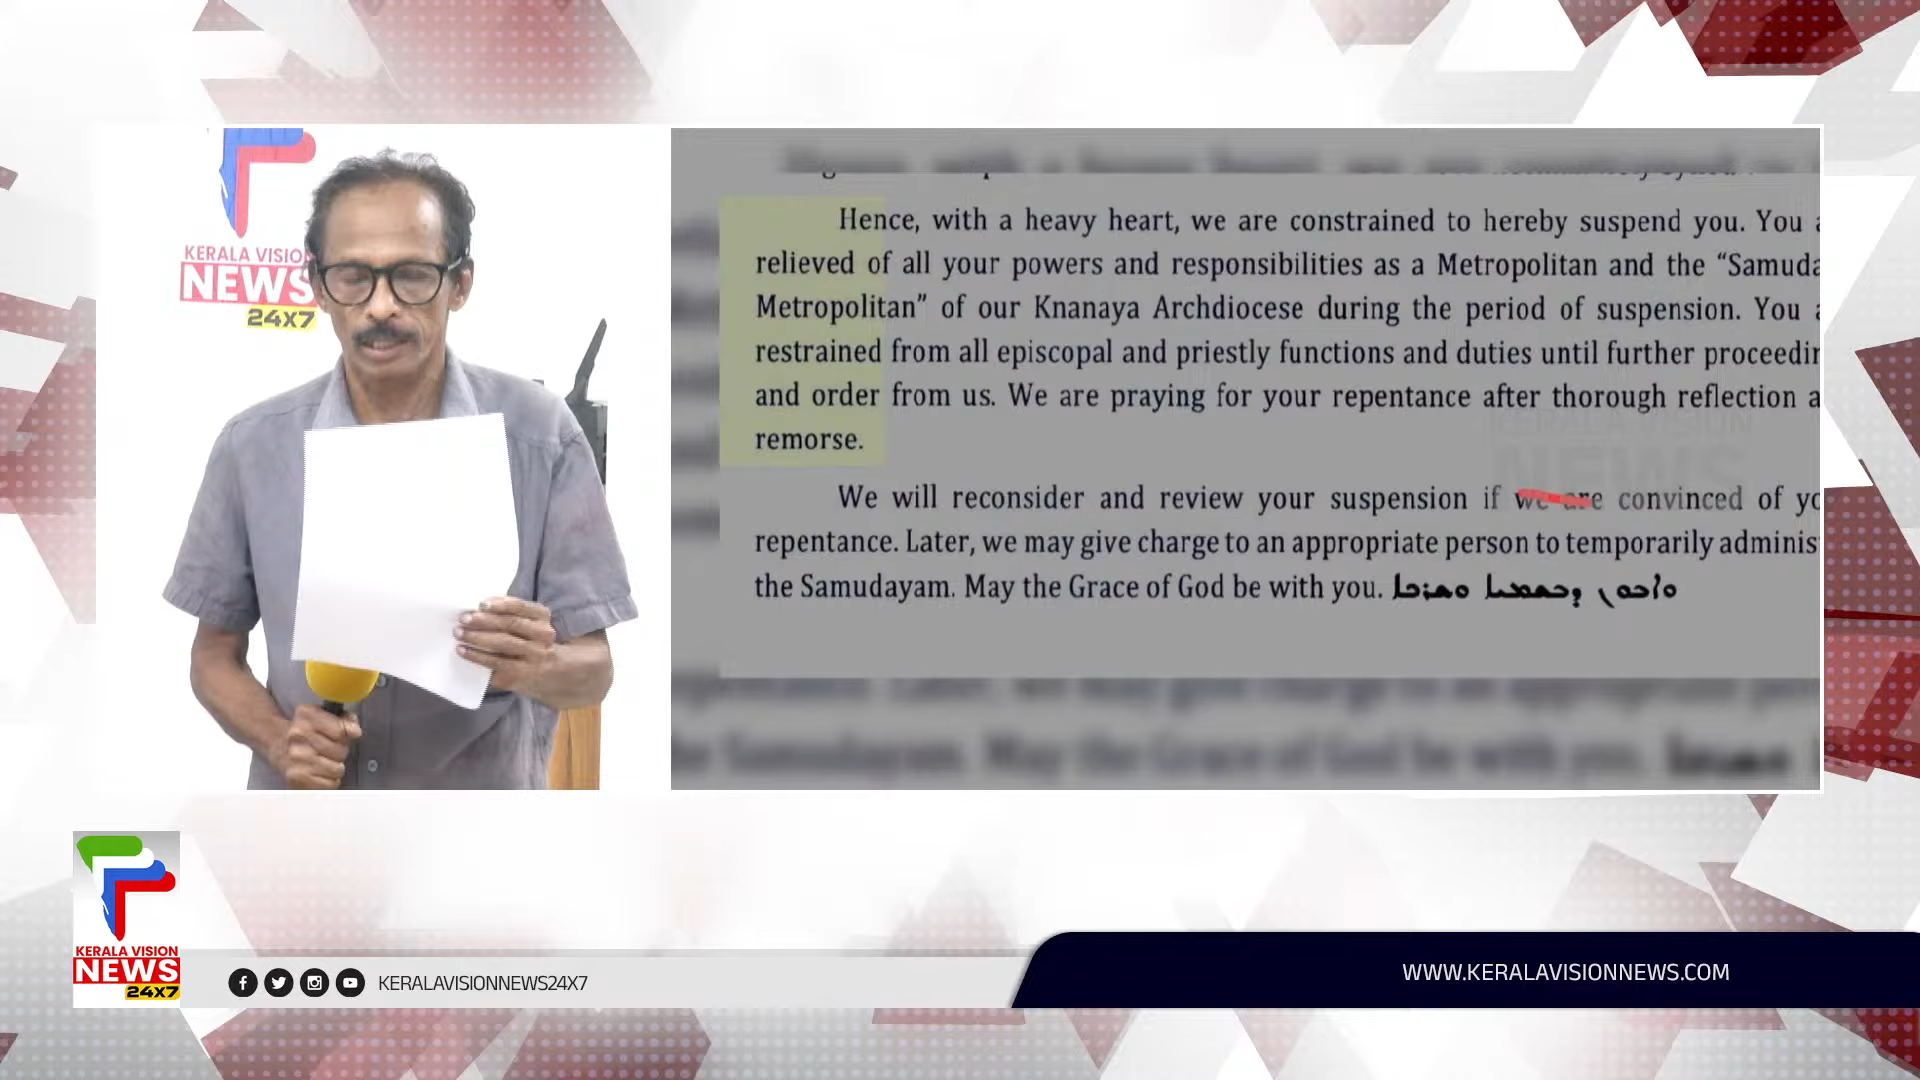 KERALA VISION
NEWS
24X7
Hence, with a heavy heart, we are constrained to hereby suspend you. You
relieved of all your powers and responsibilities as a Metropolitan and the “Samuda
Metropolitan” of our Knanaya Archdiocese during the period of suspension. You
restrained from all episcopal and priestly functions and duties until further proceedin
and order from us. We are praying for your repentance after thorough reflection a
remorse.
We will reconsider and review your suspension if we are convinced of yo
repentance. Later, we may give charge to an appropriate person to temporarily adminis
the Samudayam. May the Grace of God be with you.
KERALA VISION
NEWS
24X7
KERALAVISIONNEWS24X7
WWW.KERALAVISIONNEWS.COM